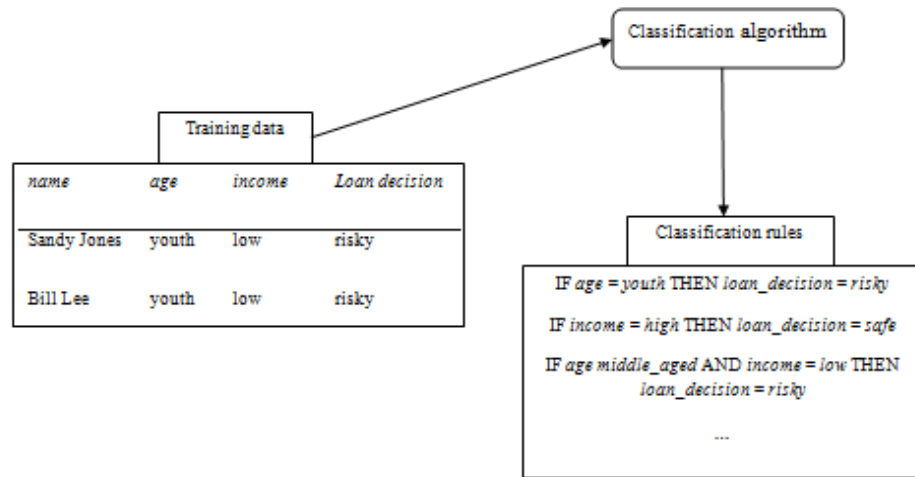 Classification algorithm
Training data
name age income Loan decision
Sandy Jones youth low risky
Bill Lee youth low risky
Classification rules
IF age = youth THEN loan_decision = risky
IF income = high THEN loan_decision = safe
IF age middle_aged AND income = low THEN
loan_decision = risky
...